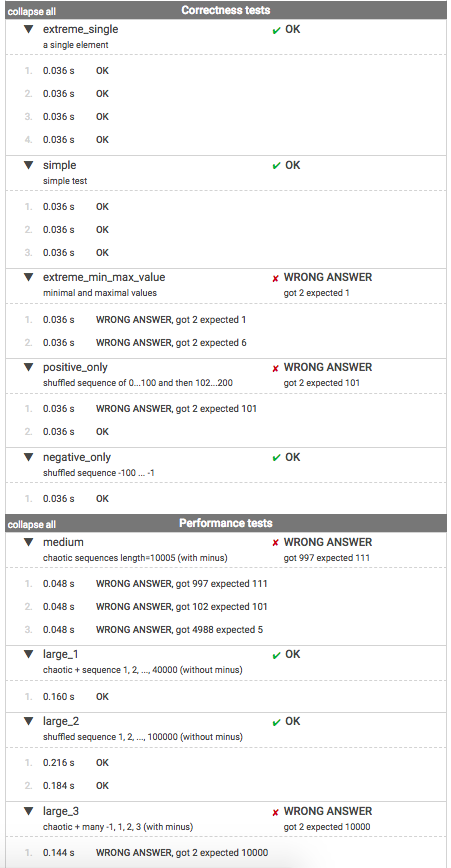 collapse all Correctness tests
▼ extreme_single ✔ OK
a single element
1. 0.036 s OK
2. 0.036 s OK
3. 0.036 s OK
4. 0.036 s OK
▼ simple ✔ OK
simple test
1. 0.036 s OK
2. 0.036 s OK
3. 0.036 s OK
▼ extreme_min_max_value ✘ WRONG ANSWER
minimal and maximal values got 2 expected 1
1. 0.036 s WRONG ANSWER, got 2 expected 1
2. 0.036 s WRONG ANSWER, got 2 expected 6
▼ positive_only ✘ WRONG ANSWER
shuffled sequence of 0...100 and then 102...200 got 2 expected 101
1. 0.036 s WRONG ANSWER, got 2 expected 101
2. 0.036 s OK
▼ negative_only ✔ OK
shuffled sequence -100 ... -1
1. 0.036 s OK
collapse all Performance tests
▼ medium ✘ WRONG ANSWER
chaotic sequences length=10005 (with minus) got 997 expected 111
1. 0.048 s WRONG ANSWER, got 997 expected 111
2. 0.048 s WRONG ANSWER, got 102 expected 101
3. 0.048 s WRONG ANSWER, got 4988 expected 5
▼ large_1 ✔ OK
chaotic + sequence 1, 2, ..., 40000 (without minus)
1. 0.160 s OK
▼ large_2 ✔ OK
shuffled sequence 1, 2, ..., 100000 (without minus)
1. 0.216 s OK
2. 0.184 s OK
▼ large_3 ✘ WRONG ANSWER
chaotic + many -1, 1, 2, 3 (with minus) got 2 expected 10000
1. 0.144 s WRONG ANSWER, got 2 expected 10000